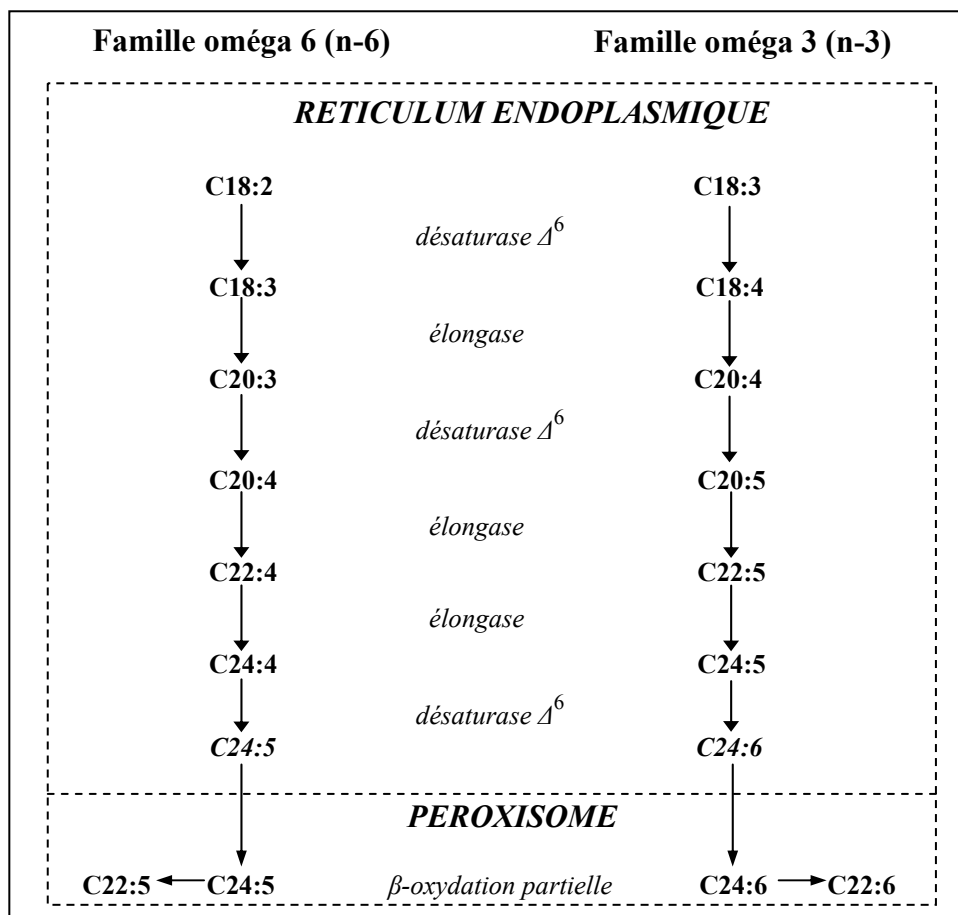 Famille oméga 6 (n-6) Famille oméga 3 (n-3)
RETICULUM ENDOPLASMIQUE
C18:2 C18:3
désaturase Δ⁶
C18:3 C18:4
élongase
C20:3 C20:4
désaturase Δ⁶
C20:4 C20:5
élongase
C22:4 C22:5
élongase
C24:4 C24:5
désaturase Δ⁶
C24:5 C24:6
PEROXISOME
C22:5 C24:5 β-oxydation partielle C24:6 C22:6